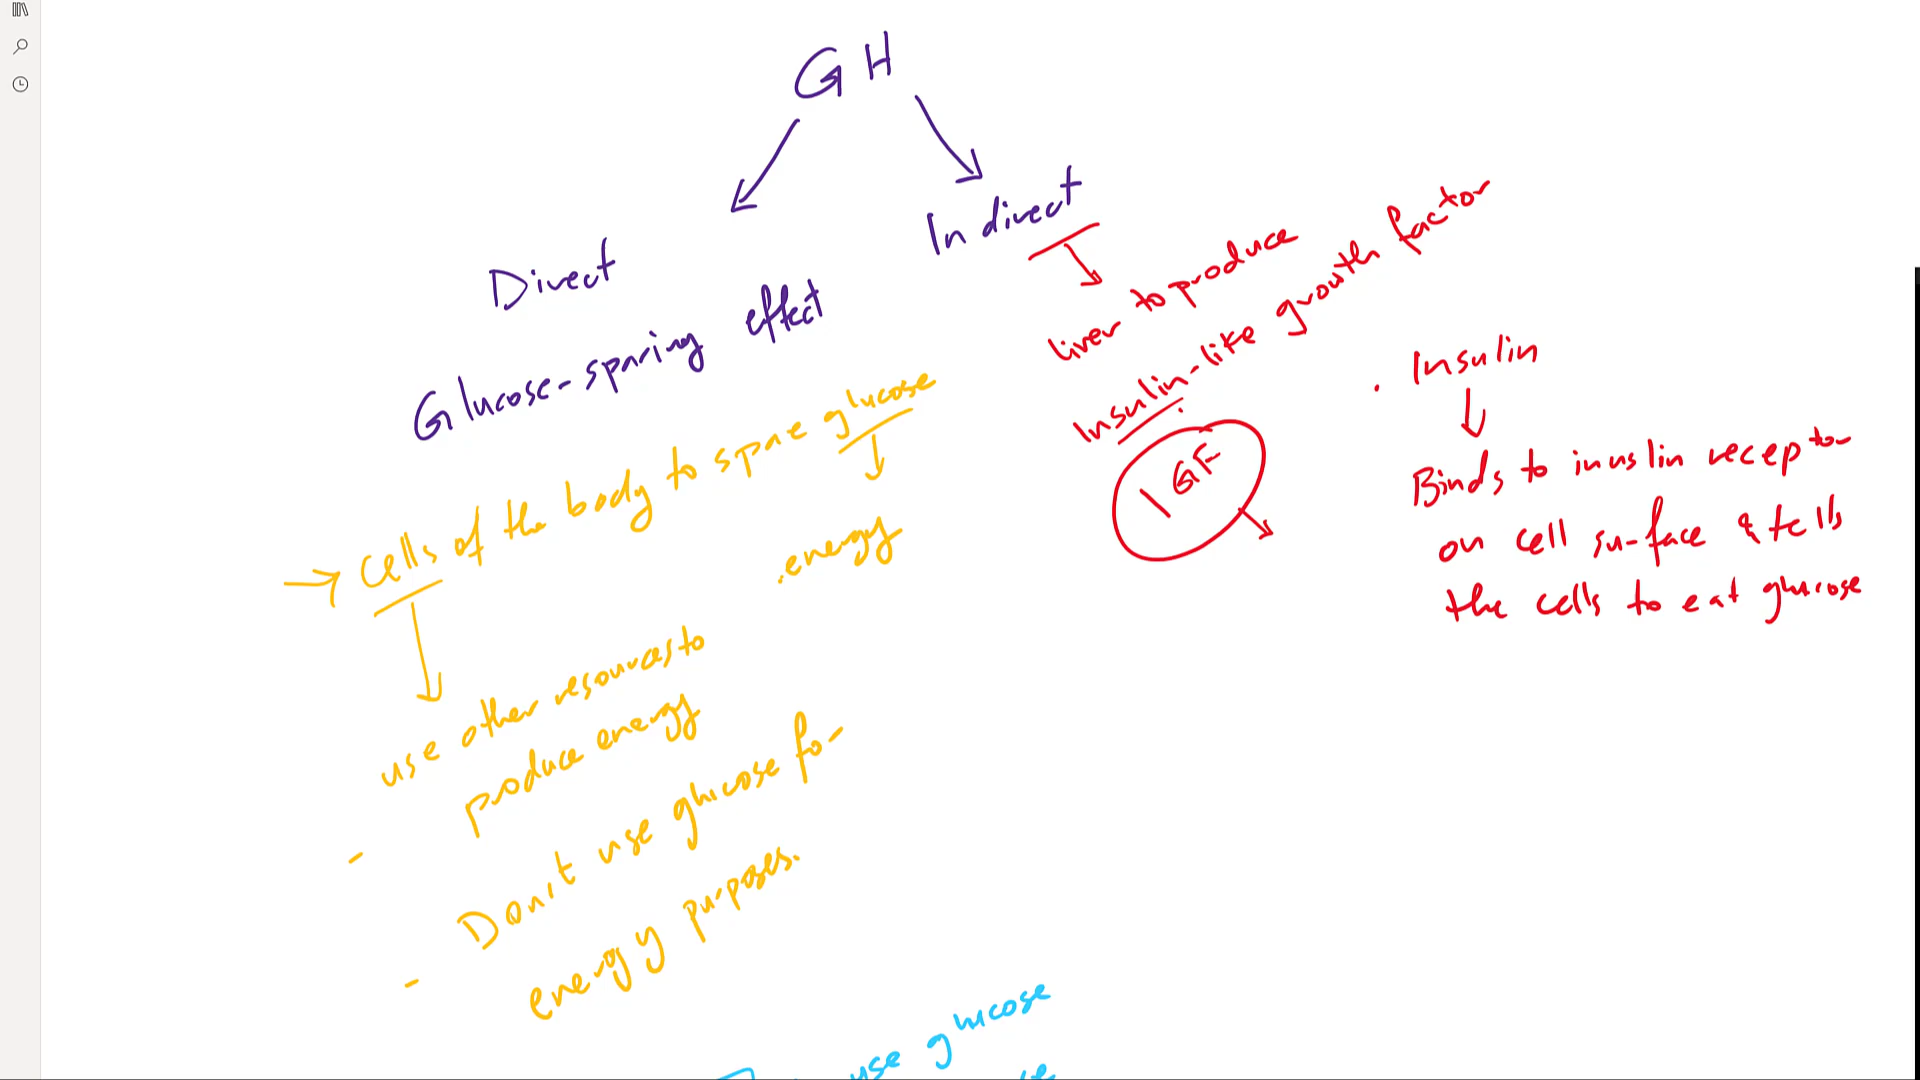 GH
Direct
Indirect
Glucose-sparing effect
→ cells of the body to spare glucose
energy
use other resources to
produce energy
- Don't use glucose for
- energy purposes.
liver to produce
Insulin-like growth factor
IGF
. Insulin
Binds to inuslin receptor
on cell surface & tells
the cells to eat glucose
use glucose